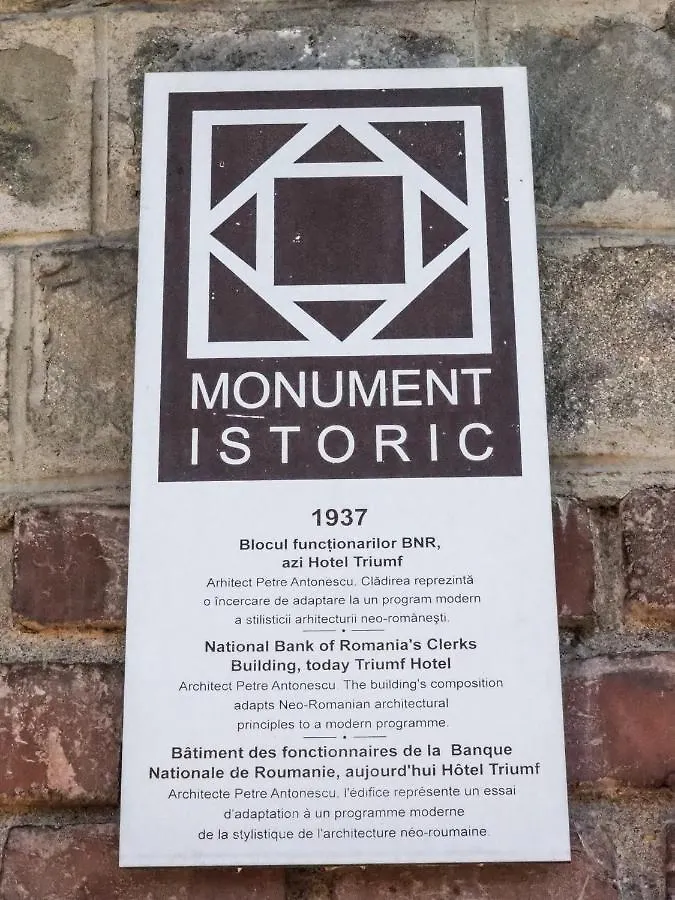 MONUMENT
ISTORIC
1937
Blocul funcționarilor BNR,
azi Hotel Triumf
Arhitect Petre Antonescu. Clădirea reprezintă
o încercare de adaptare la un program modern
a stilisticii arhitecturii neo-românești.
National Bank of Romania's Clerks
Building, today Triumf Hotel
Architect Petre Antonescu. The building's composition
adapts Neo-Romanian architectural
principles to a modern programme.
Bâtiment des fonctionnaires de la Banque
Nationale de Roumanie, aujourd'hui Hôtel Triumf
Architecte Petre Antonescu, l'édifice représente un essai
d'adaptation à un programme moderne
de la stylistique de l'architecture néo-roumaine.